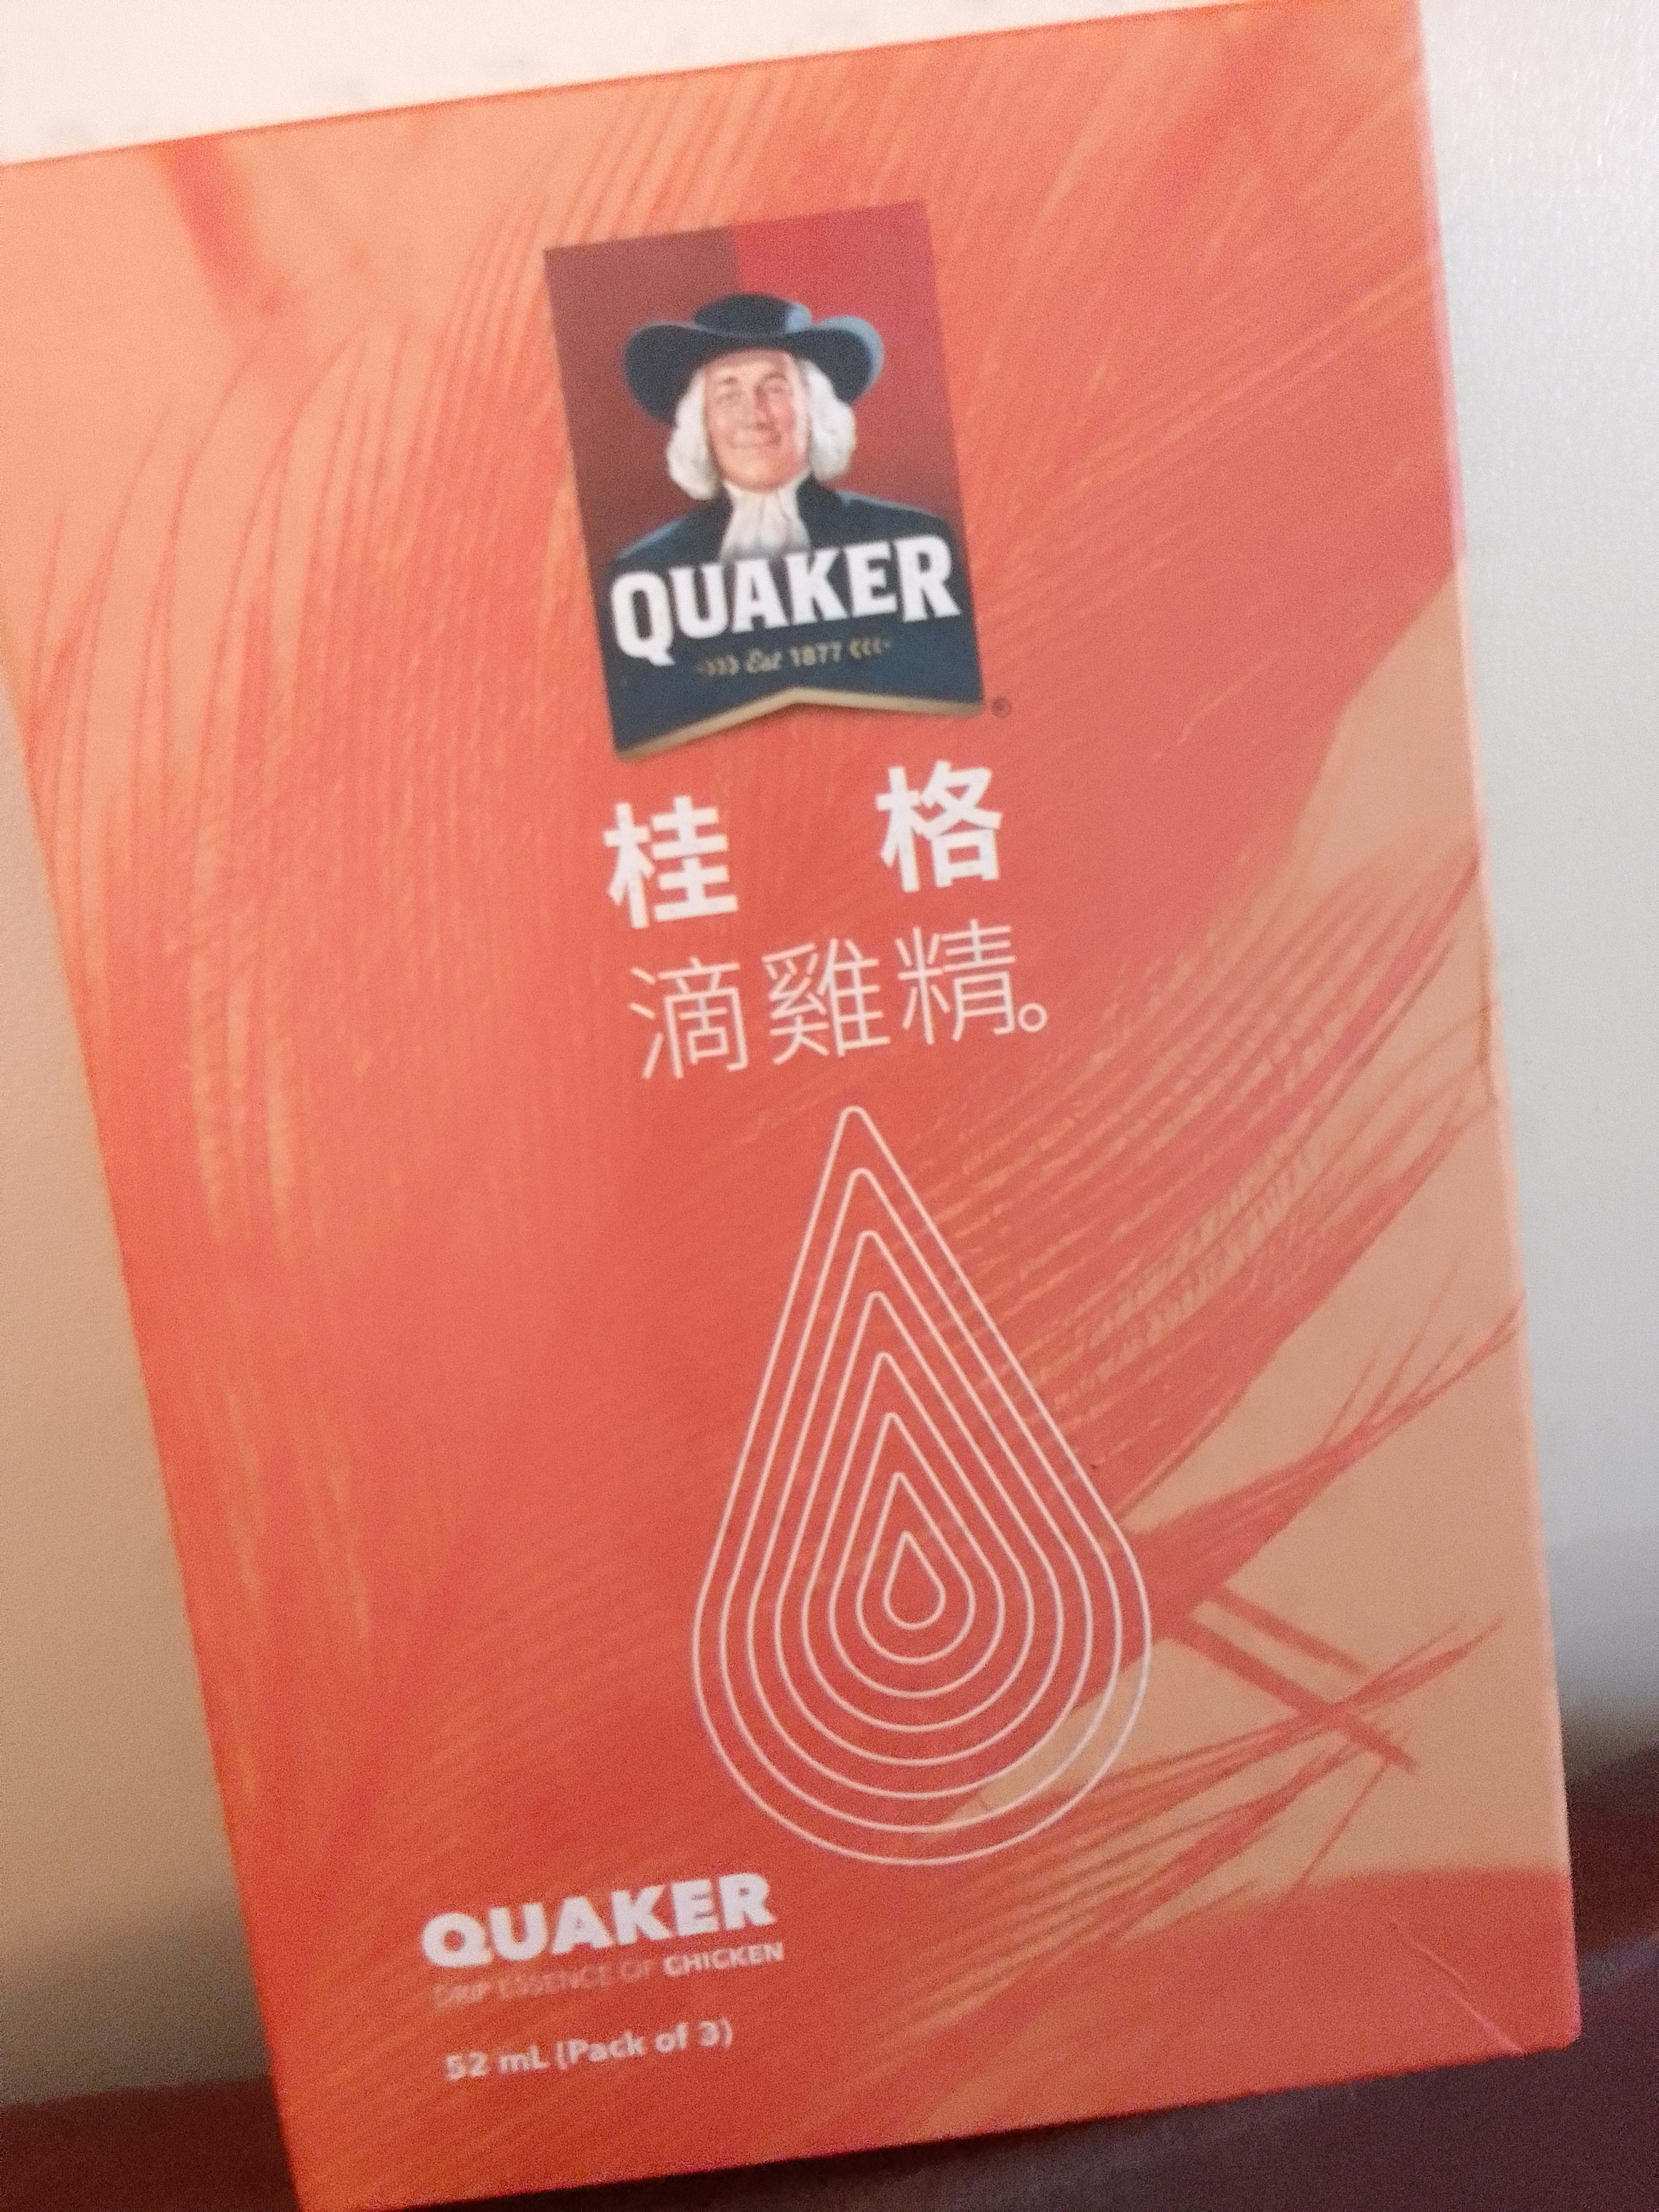 QUAKER
Est 1877
®
桂 格
滴雞精。
QUAKER
DRIP ESSENCE OF CHICKEN
52 mL (Pack of 3)